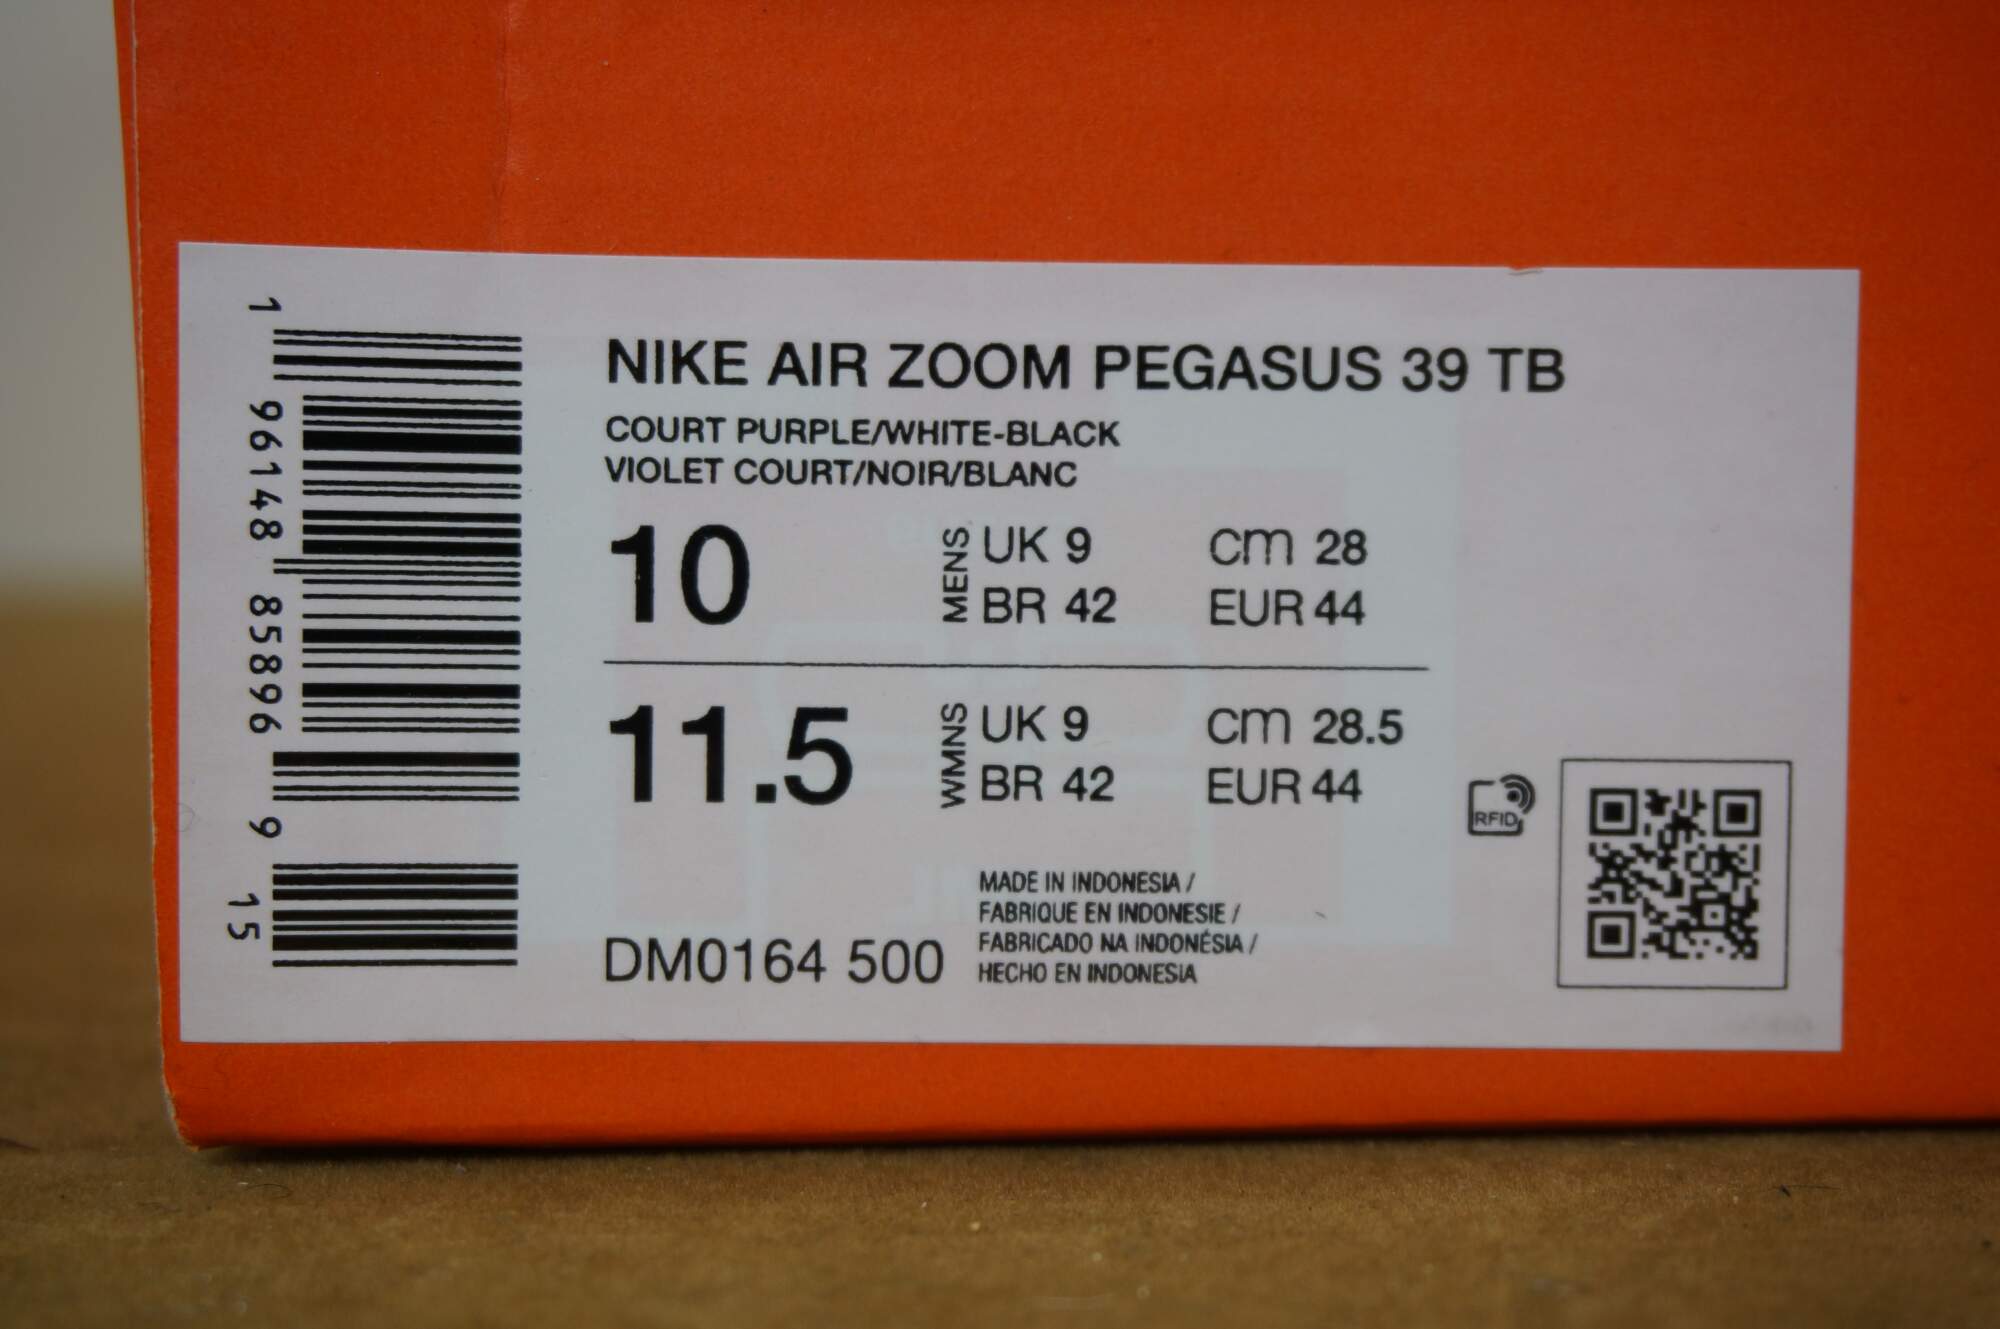 1 96148 85896 9 15
NIKE AIR ZOOM PEGASUS 39 TB
COURT PURPLE/WHITE-BLACK
VIOLET COURT/NOIR/BLANC
10
MENS
UK 9 CM 28
BR 42 EUR 44
11.5
WMNS
UK 9 CM 28.5
BR 42 EUR 44
RFID
MADE IN INDONESIA /
FABRIQUE EN INDONESIE /
FABRICADO NA INDONÉSIA /
HECHO EN INDONESIA
DM0164 500